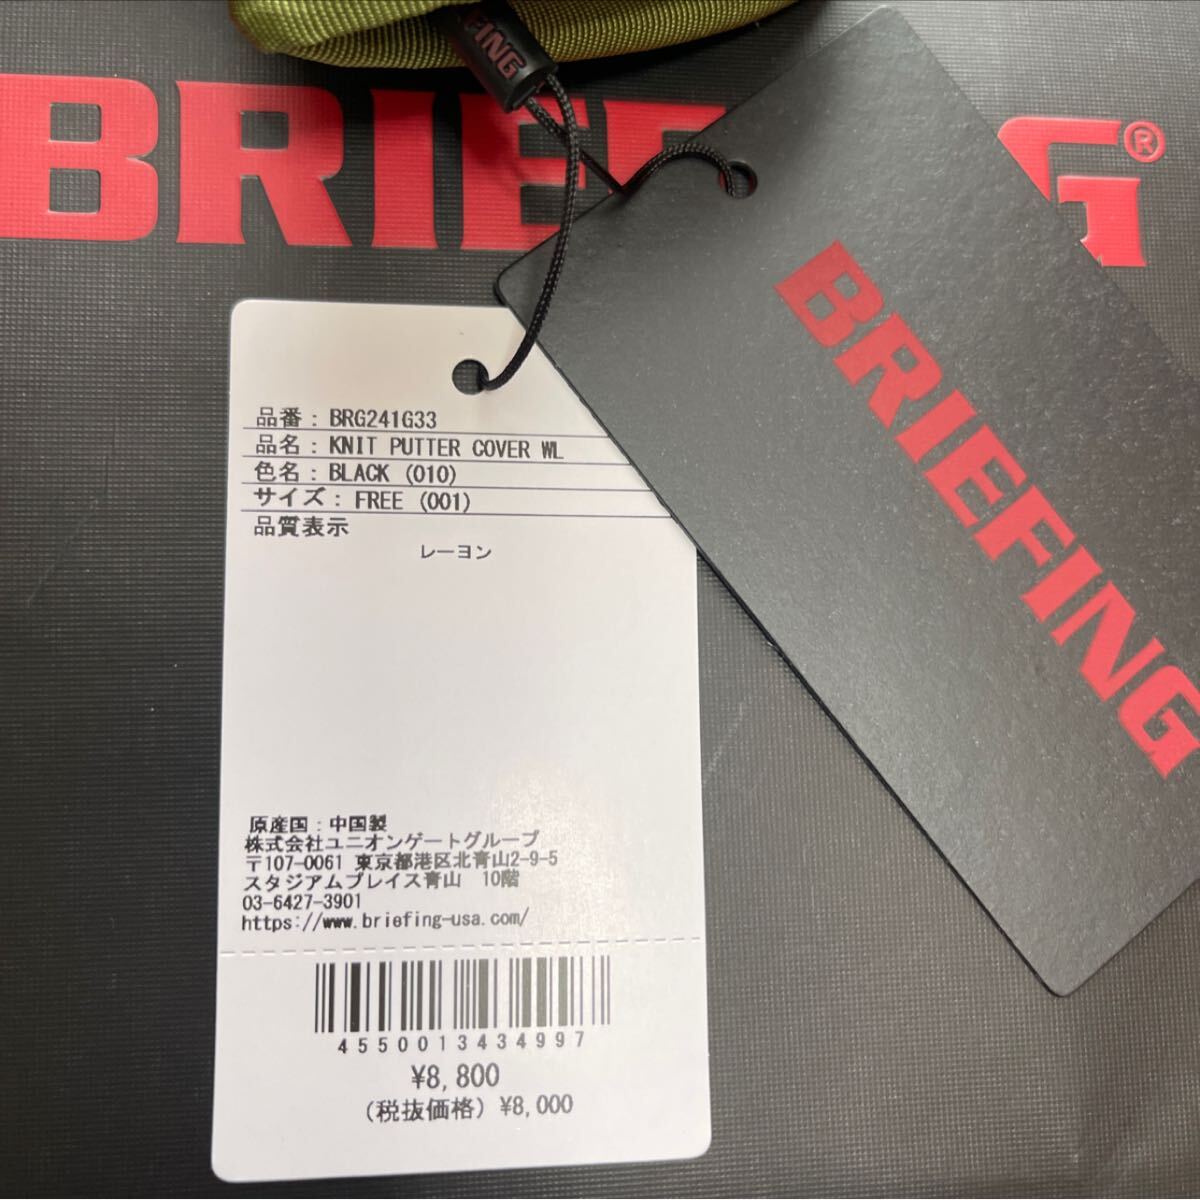 FING
BRIEF G®
BRIEFING
品番: BRG241G33
品名: KNIT PUTTER COVER WL
色名: BLACK (010)
サイズ: FREE (001)
品質表示
レーヨン
原産国:中国製
株式会社ユニオンゲートグループ
〒107-0061 東京都港区北青山2-9-5
スタジアムプレイス青山 10階
03-6427-3901
https://www.briefing-usa.com/
4550013434997
¥8,800
(税抜価格) ¥8,000